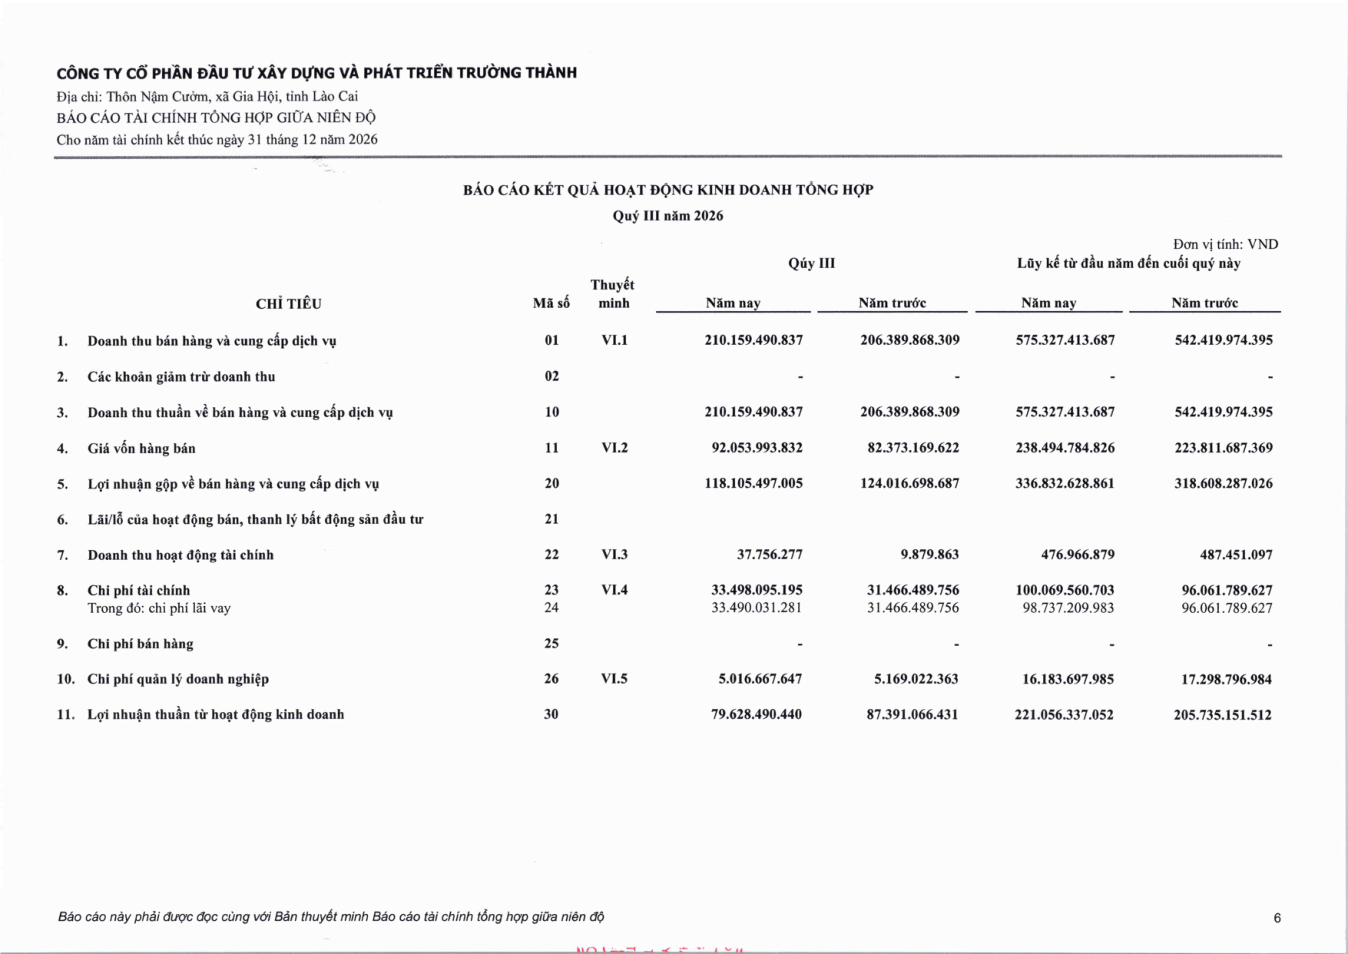 CÔNG TY CỔ PHẦN ĐẦU TƯ XÂY DỰNG VÀ PHÁT TRIỂN TRƯỜNG THÀNH
Địa chỉ: Thôn Nậm Cưởm, xã Gia Hội, tỉnh Lào Cai
BÁO CÁO TÀI CHÍNH TỔNG HỢP GIỮA NIÊN ĐỘ
Cho năm tài chính kết thúc ngày 31 tháng 12 năm 2026
BÁO CÁO KẾT QUẢ HOẠT ĐỘNG KINH DOANH TỔNG HỢP
Quý III năm 2026
Đơn vị tính: VND
Qúy III Lũy kế từ đầu năm đến cuối quý này
CHỈ TIÊU Mã số Thuyết minh Năm nay Năm trước Năm nay Năm trước
1. Doanh thu bán hàng và cung cấp dịch vụ 01 VI.1 210.159.490.837 206.389.868.309 575.327.413.687 542.419.974.395
2. Các khoản giảm trừ doanh thu 02 - - - -
3. Doanh thu thuần về bán hàng và cung cấp dịch vụ 10 210.159.490.837 206.389.868.309 575.327.413.687 542.419.974.395
4. Giá vốn hàng bán 11 VI.2 92.053.993.832 82.373.169.622 238.494.784.826 223.811.687.369
5. Lợi nhuận gộp về bán hàng và cung cấp dịch vụ 20 118.105.497.005 124.016.698.687 336.832.628.861 318.608.287.026
6. Lãi/lỗ của hoạt động bán, thanh lý bất động sản đầu tư 21
7. Doanh thu hoạt động tài chính 22 VI.3 37.756.277 9.879.863 476.966.879 487.451.097
8. Chi phí tài chính 23 VI.4 33.498.095.195 31.466.489.756 100.069.560.703 96.061.789.627
Trong đó: chi phí lãi vay 24 33.490.031.281 31.466.489.756 98.737.209.983 96.061.789.627
9. Chi phí bán hàng 25 - - - -
10. Chi phí quản lý doanh nghiệp 26 VI.5 5.016.667.647 5.169.022.363 16.183.697.985 17.298.796.984
11. Lợi nhuận thuần từ hoạt động kinh doanh 30 79.628.490.440 87.391.066.431 221.056.337.052 205.735.151.512
Báo cáo này phải được đọc cùng với Bản thuyết minh Báo cáo tài chính tổng hợp giữa niên độ 6